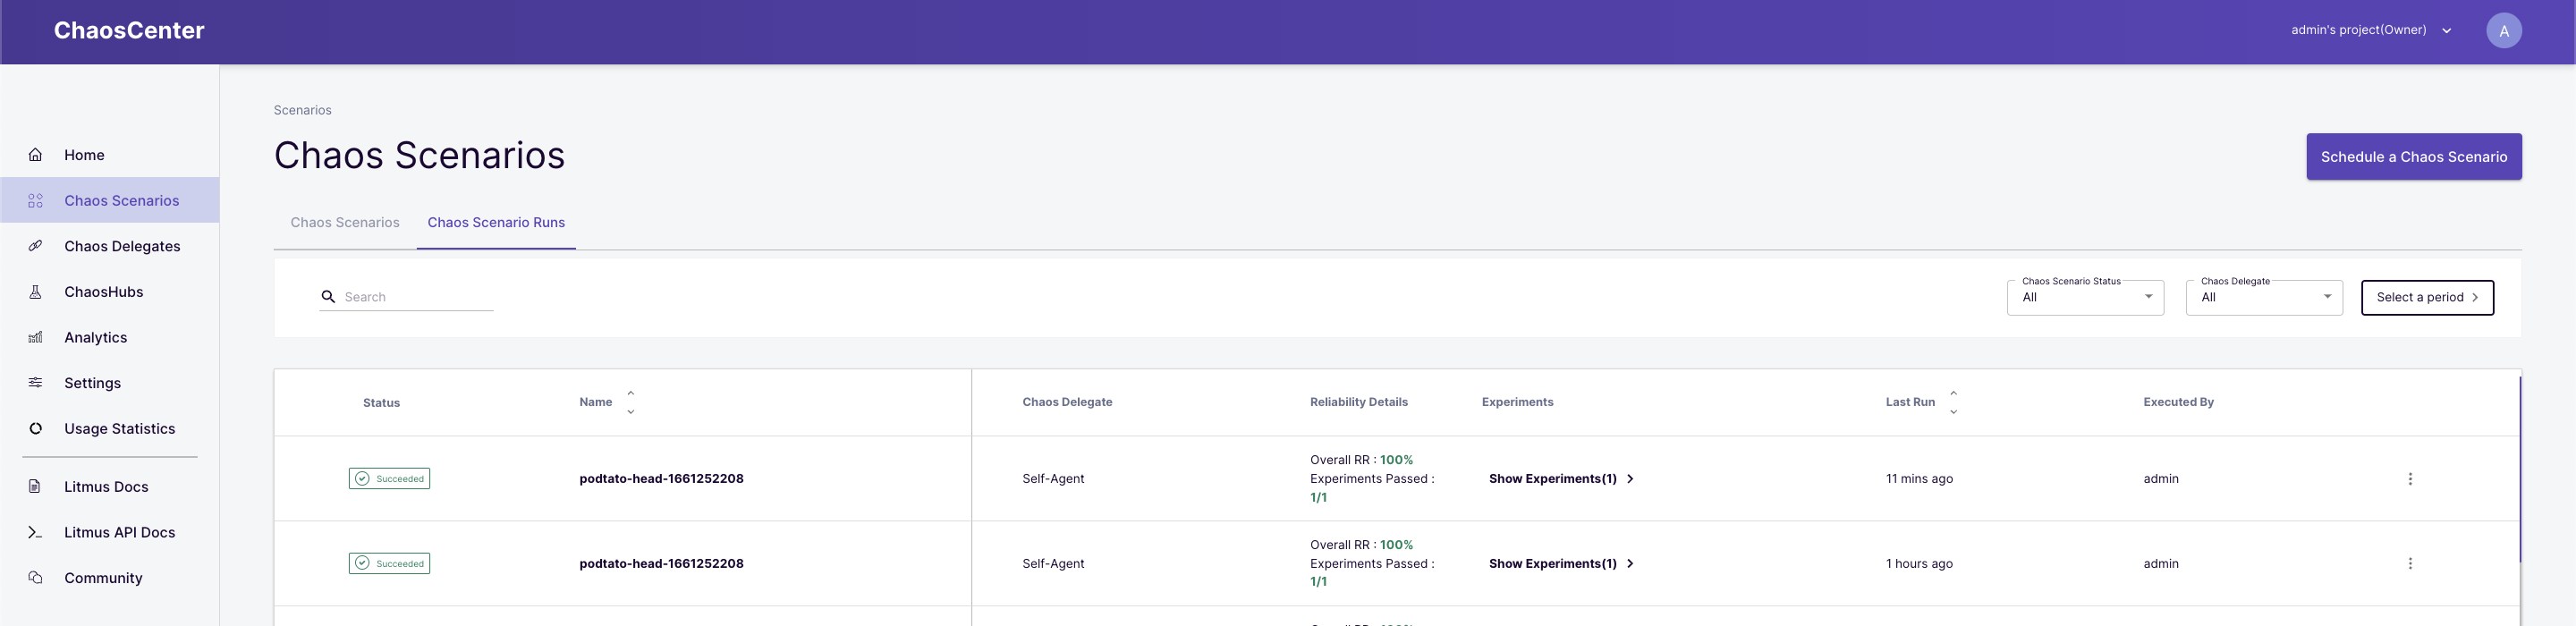 ChaosCenter
admin's project(Owner)
A
Home
Chaos Scenarios
Chaos Delegates
ChaosHubs
Analytics
Settings
Usage Statistics
Litmus Docs
Litmus API Docs
Community
Scenarios
Chaos Scenarios
Schedule a Chaos Scenario
Chaos Scenarios
Chaos Scenario Runs
Search
Chaos Scenario Status
All
Chaos Delegate
All
Select a period
Status
Name
Chaos Delegate
Reliability Details
Experiments
Last Run
Executed By
Succeeded
podtato-head-1661252208
Self-Agent
Overall RR : 100%
Experiments Passed :
1/1
Show Experiments(1)
11 mins ago
admin
Succeeded
podtato-head-1661252208
Self-Agent
Overall RR : 100%
Experiments Passed :
1/1
Show Experiments(1)
1 hours ago
admin